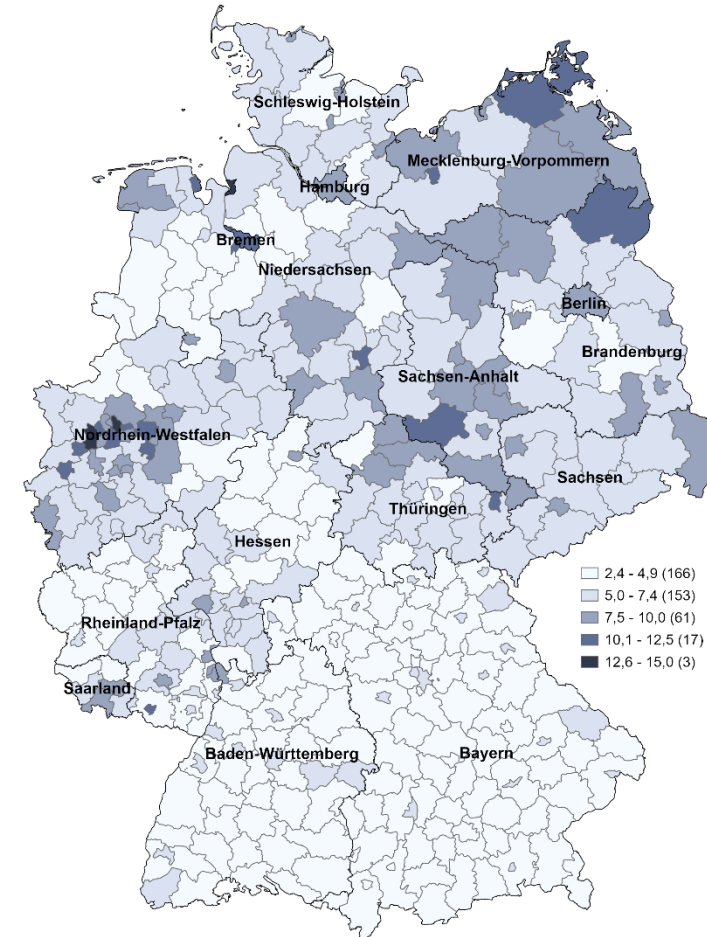 Schleswig-Holstein
Mecklenburg-Vorpommern
Hamburg
Bremen
Niedersachsen
Berlin
Brandenburg
Sachsen-Anhalt
Nordrhein-Westfalen
Sachsen
Thüringen
Hessen
2,4 - 4,9 (166)
5,0 - 7,4 (153)
7,5 - 10,0 (61)
10,1 - 12,5 (17)
12,6 - 15,0 (3)
Rheinland-Pfalz
Saarland
Baden-Württemberg
Bayern